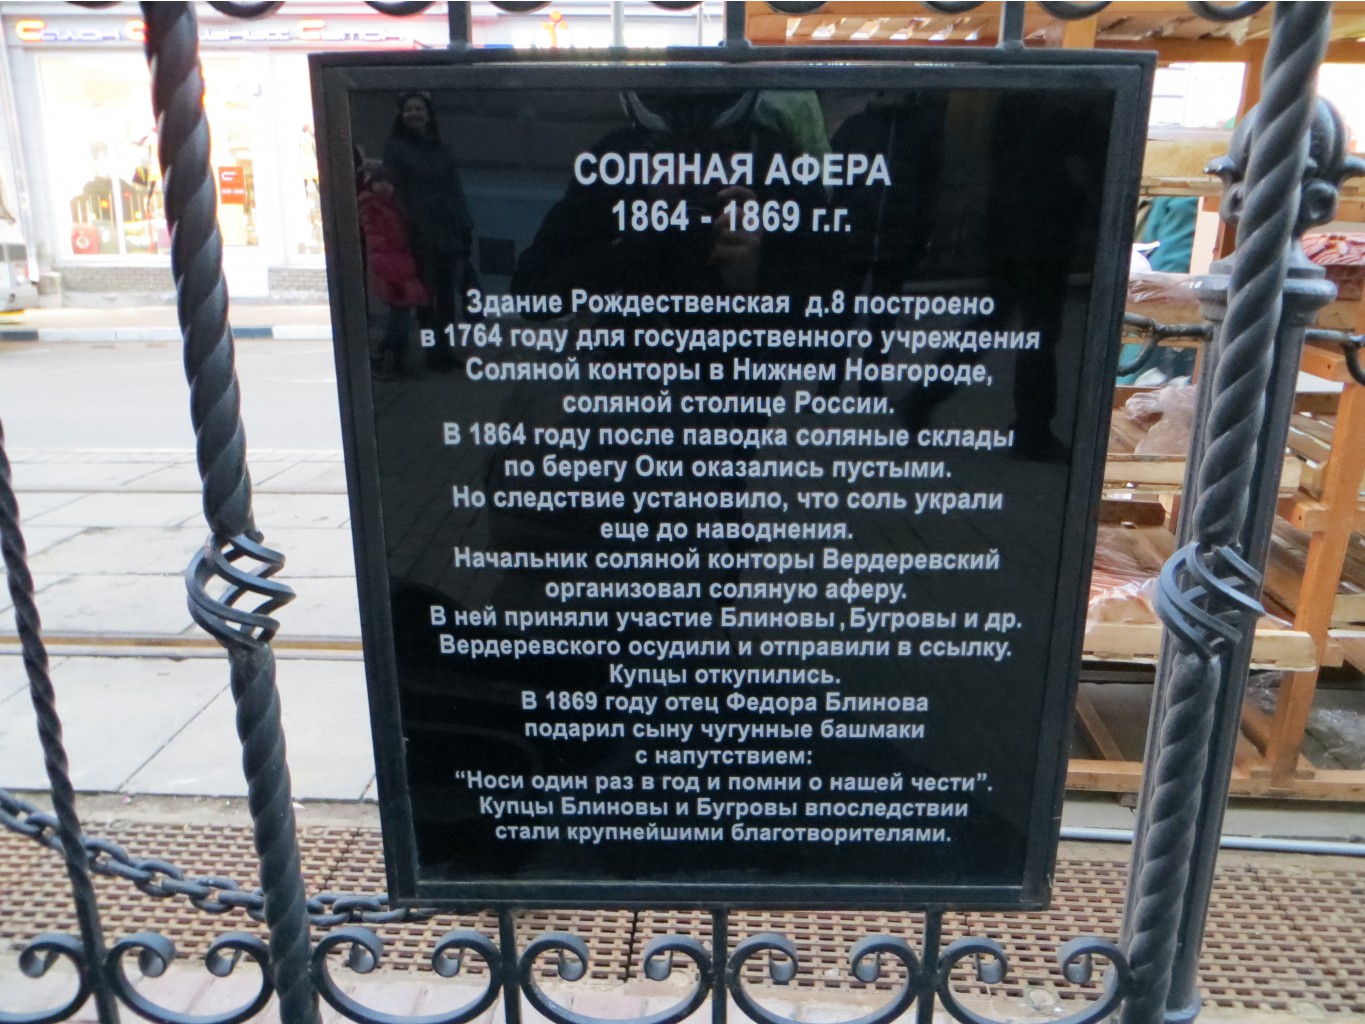 СОЛЯНАЯ АФЕРА
1864 - 1869 г.г.
Здание Рождественская д.8 построено
в 1764 году для государственного учреждения
Соляной конторы в Нижнем Новгороде,
соляной столице России.
В 1864 году после паводка соляные склады
по берегу Оки оказались пустыми.
Но следствие установило, что соль украли
еще до наводнения.
Начальник соляной конторы Вердеревский
организовал соляную аферу.
В ней приняли участие Блиновы, Бугровы и др.
Вердеревского осудили и отправили в ссылку.
Купцы откупились.
В 1869 году отец Федора Блинова
подарил сыну чугунные башмаки
с напутствием:
“Носи один раз в год и помни о нашей чести”.
Купцы Блиновы и Бугровы впоследствии
стали крупнейшими благотворителями.